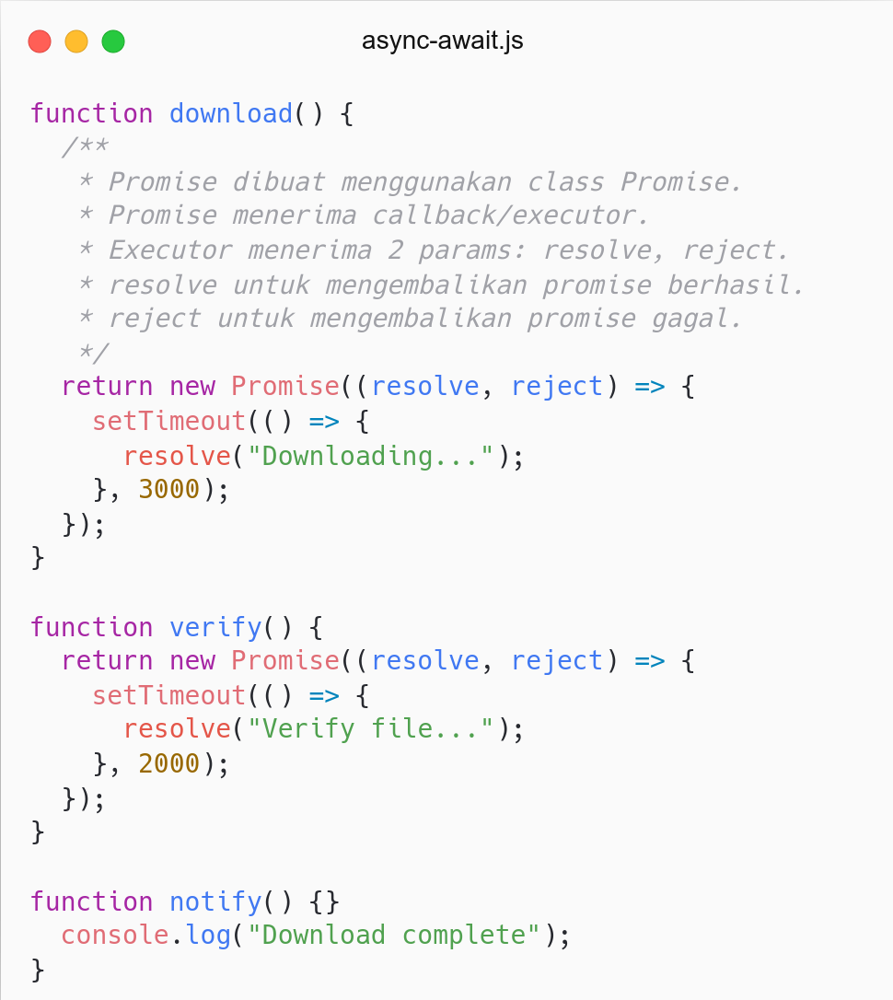 async-await.js
function download() {
  /**
   * Promise dibuat menggunakan class Promise.
   * Promise menerima callback/executor.
   * Executor menerima 2 params: resolve, reject.
   * resolve untuk mengembalikan promise berhasil.
   * reject untuk mengembalikan promise gagal.
   */
  return new Promise((resolve, reject) => {
    setTimeout(() => {
      resolve("Downloading...");
    }, 3000);
  });
}

function verify() {
  return new Promise((resolve, reject) => {
    setTimeout(() => {
      resolve("Verify file...");
    }, 2000);
  });
}

function notify() {}
  console.log("Download complete");
}